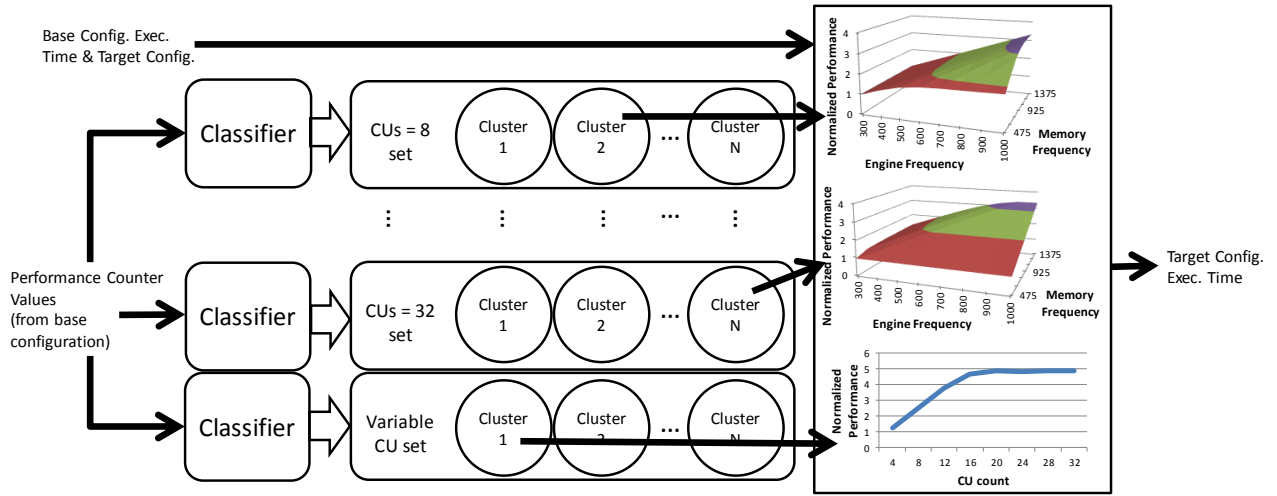 Base Config. Exec.
Time & Target Config.
Classifier
CUs = 8
set
Cluster
1
Cluster
2
...
Cluster
N
Normalized Performance
4
3
2
1
0
300
400
500
600
700
800
900
1000
Engine Frequency
475
925
1375
Memory
Frequency
...
...
...
...
Performance Counter
Values
(from base
configuration)
Classifier
CUs = 32
set
Cluster
1
Cluster
2
...
Cluster
N
Normalized Performance
4
3
2
1
0
300
400
500
600
700
800
900
1000
Engine Frequency
475
925
1375
Memory
Frequency
Target Config.
Exec. Time
Classifier
Variable
CU set
Cluster
1
Cluster
2
...
Cluster
N
Normalized
Performance
6
5
4
3
2
1
0
4 8 12 16 20 24 28 32
CU count